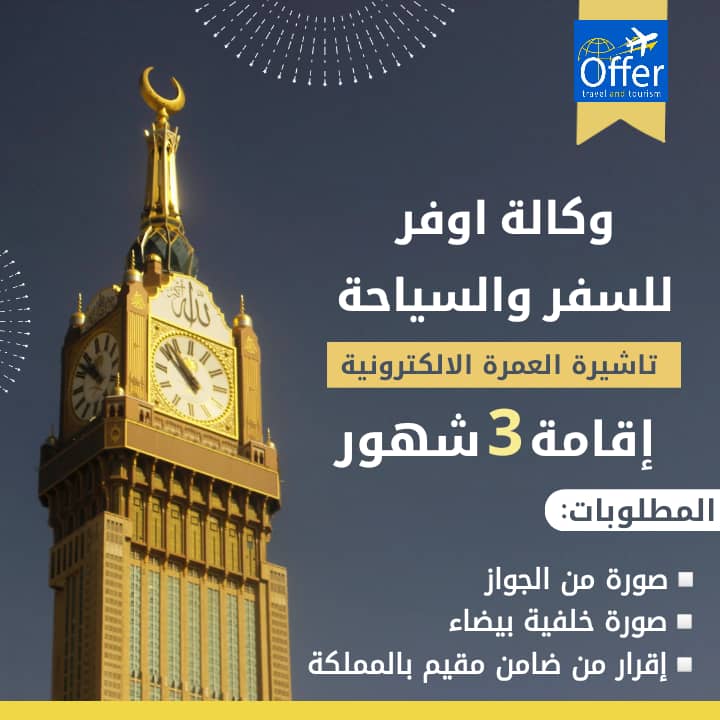 Offer
travel and tourism
وكالة اوفر
للسفر والسياحة
تاشيرة العمرة الالكترونية
إقامة 3 شهور
المطلوبات:
صورة من الجواز
صورة خلفية بيضاء
إقرار من ضامن مقيم بالمملكة
الله